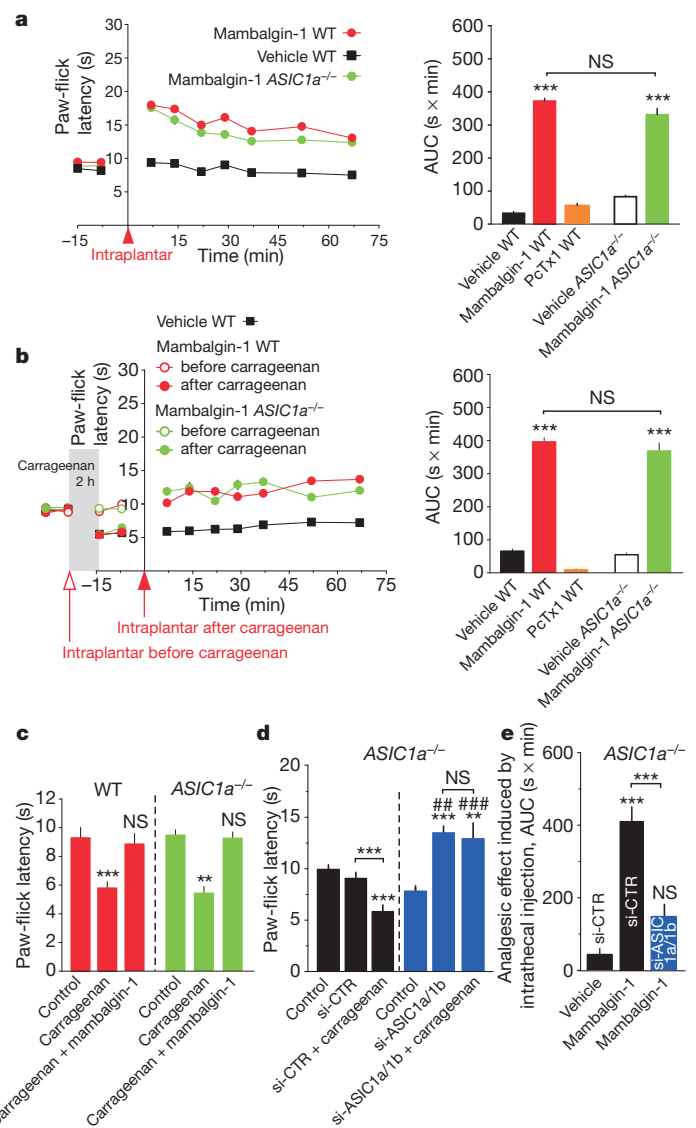 a
30
25
20
15
10
5
Paw-flick
latency (s)
Mambalgin-1 WT
Vehicle WT
Mambalgin-1 ASIC1a−/−
−15
0
15
30
45
60
75
Intraplantar
Time (min)
600
500
400
300
200
100
0
AUC (s × min)
NS
***
***
Vehicle WT
Mambalgin-1 WT
PcTx1 WT
Vehicle ASIC1a−/−
Mambalgin-1 ASIC1a−/−
b
Vehicle WT
Mambalgin-1 WT
before carrageenan
after carrageenan
Mambalgin-1 ASIC1a−/−
before carrageenan
after carrageenan
30
25
20
15
10
5
Paw-flick
latency (s)
Carrageenan
2 h
−15
0
15
30
45
60
75
Time (min)
Intraplantar after carrageenan
Intraplantar before carrageenan
600
500
400
300
200
100
0
AUC (s × min)
NS
***
***
Vehicle WT
Mambalgin-1 WT
PcTx1 WT
Vehicle ASIC1a−/−
Mambalgin-1 ASIC1a−/−
c
WT
ASIC1a−/−
12
10
8
6
4
2
0
Paw-flick latency (s)
***
NS
**
NS
Control
Carrageenan
Carrageenan + mambalgin-1
Control
Carrageenan
Carrageenan + mambalgin-1
d
ASIC1a−/−
20
15
10
5
0
Paw-flick latency (s)
***
***
NS
##
***
###
**
Control
si-CTR
si-CTR + carrageenan
Control
si-ASIC1a/1b
si-ASIC1a/1b + carrageenan
e
ASIC1a−/−
600
400
200
0
Analgesic effect induced by
intrathecal injection, AUC (s × min)
***
***
NS
si-CTR
si-CTR
si-ASIC
1a/1b
Vehicle
Mambalgin-1
Mambalgin-1